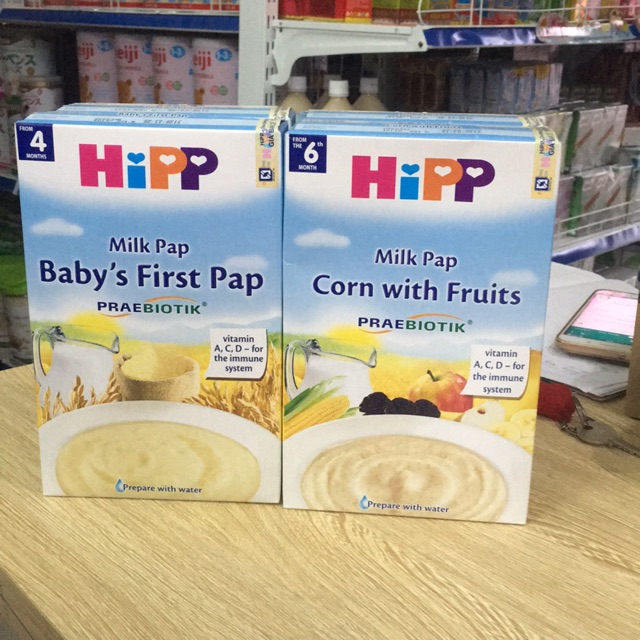 FROM
4
MONTHS
HiPP
Milk Pap
Baby's First Pap
PRAEBIOTIK®
vitamin
A, C, D – for
the immune
system
Prepare with water
FROM
THE
6th
MONTH
HiPP
Milk Pap
Corn with Fruits
PRAEBIOTIK®
vitamin
A, C, D – for
the immune
system
Prepare with water